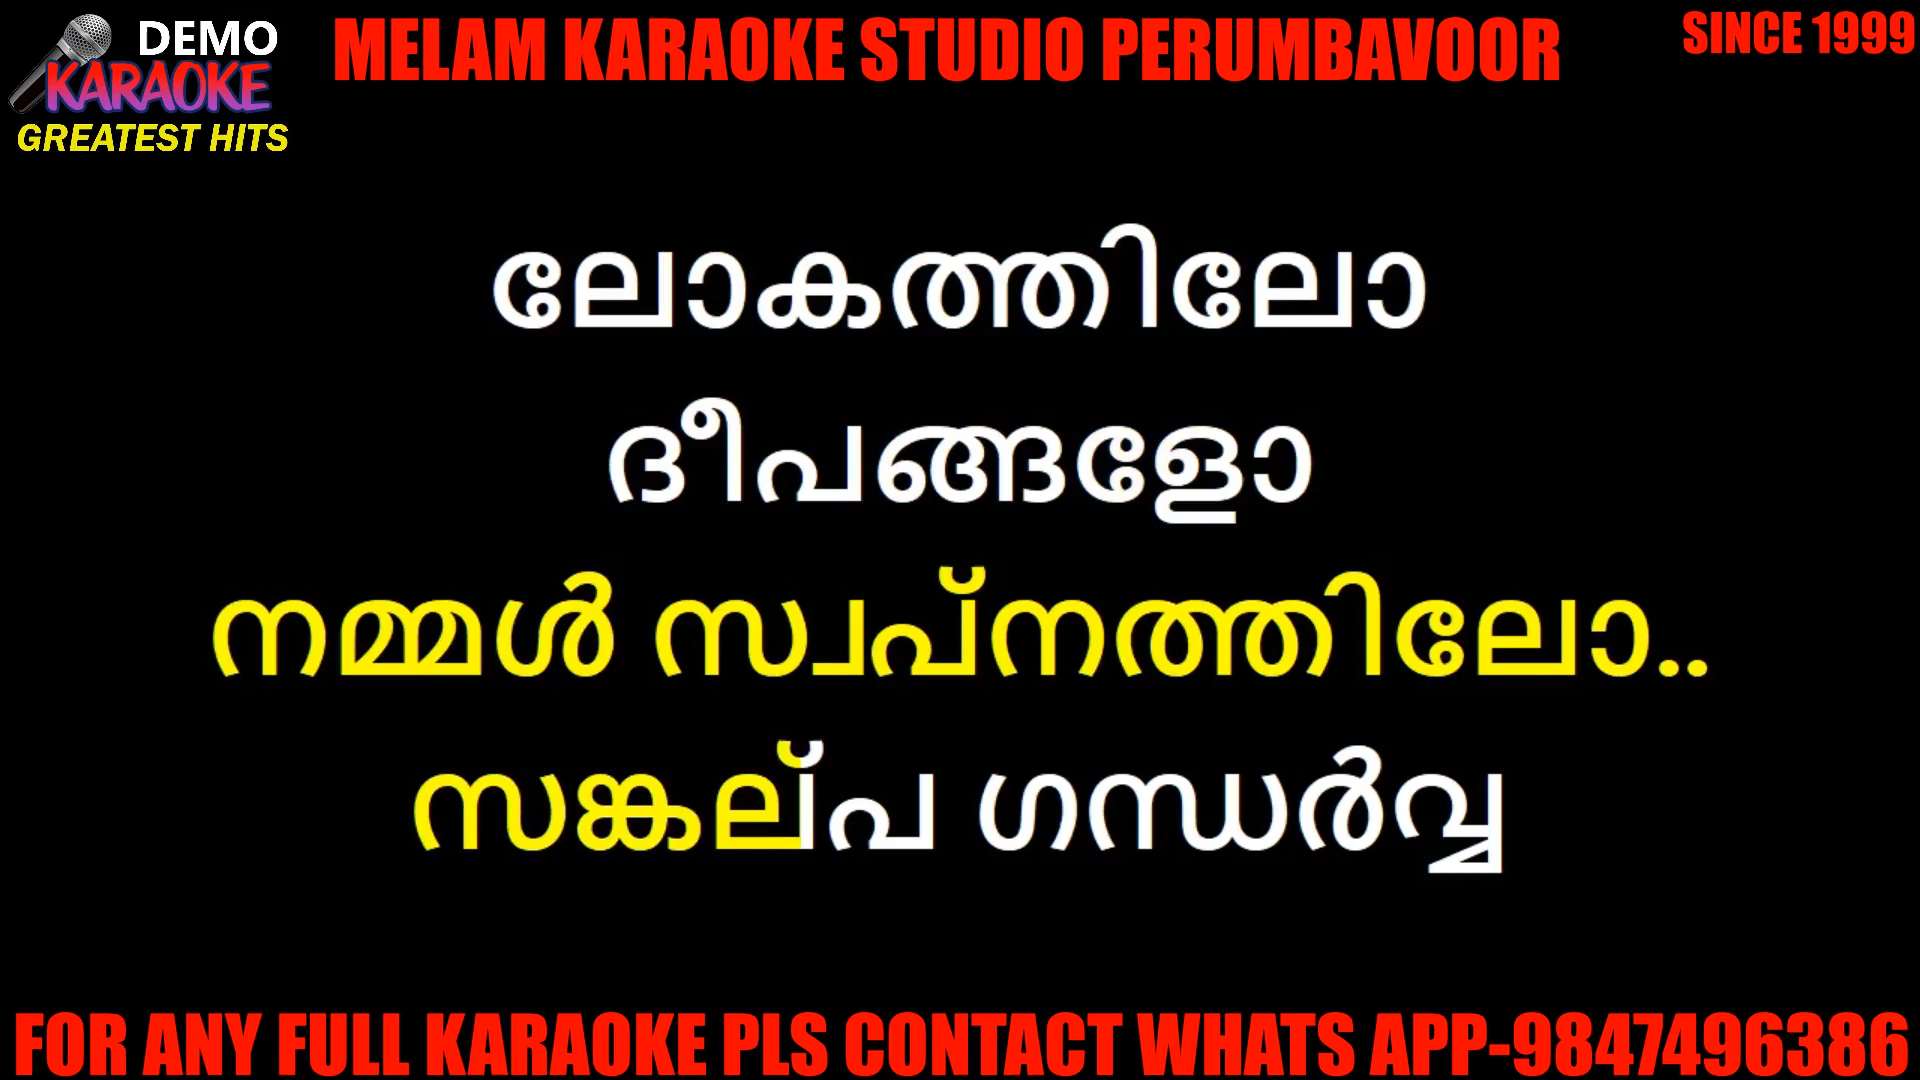 DEMO
KARAOKE
GREATEST HITS
MELAM KARAOKE STUDIO PERUMBAVOOR
SINCE 1999
ലോകത്തിലോ
ദീപങ്ങളോ
നമ്മൾ സ്വപ്നത്തിലോ..
സങ്കല്പ ഗന്ധർവ്വ
FOR ANY FULL KARAOKE PLS CONTACT WHATS APP-9847496386